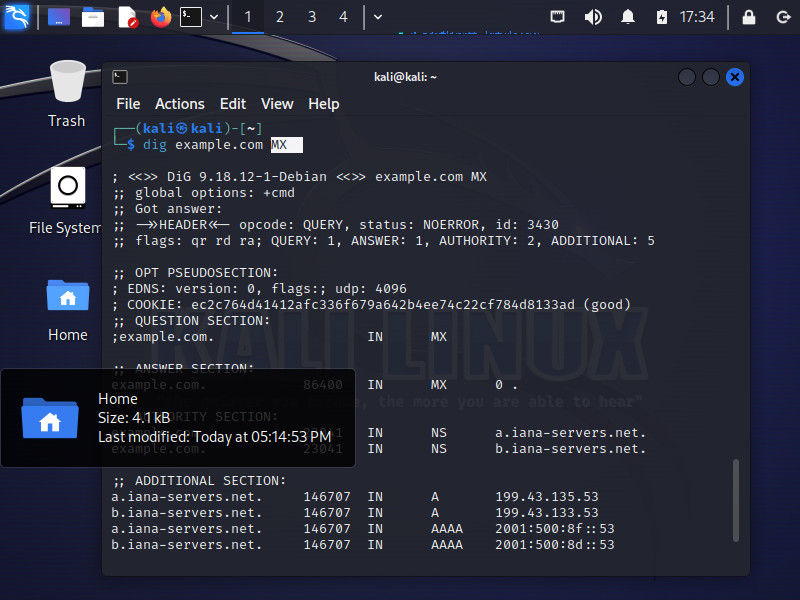 1 2 3 4 17:34
Trash
File System
Home
kali@kali: ~
File Actions Edit View Help
┌──(kali㉿kali)-[~]
└─$ dig example.com MX
; <<>> DiG 9.18.12-1-Debian <<>> example.com MX
;; global options: +cmd
;; Got answer:
;; ->>HEADER<<- opcode: QUERY, status: NOERROR, id: 3430
;; flags: qr rd ra; QUERY: 1, ANSWER: 1, AUTHORITY: 2, ADDITIONAL: 5
;; OPT PSEUDOSECTION:
; EDNS: version: 0, flags:; udp: 4096
; COOKIE: ec2c764d41412afc336f679a642b4ee74c22cf784d8133ad (good)
;; QUESTION SECTION:
;example.com. IN MX
;; ANSWER SECTION:
example.com. 86400 IN MX 0 .
AUTHORITY SECTION:
IN NS a.iana-servers.net.
example.com. 23041 IN NS b.iana-servers.net.
;; ADDITIONAL SECTION:
a.iana-servers.net. 146707 IN A 199.43.135.53
b.iana-servers.net. 146707 IN A 199.43.133.53
a.iana-servers.net. 146707 IN AAAA 2001:500:8f::53
b.iana-servers.net. 146707 IN AAAA 2001:500:8d::53
KALI LINUX
the more you are able to hear"
Home
Size: 4.1 kB
Last modified: Today at 05:14:53 PM